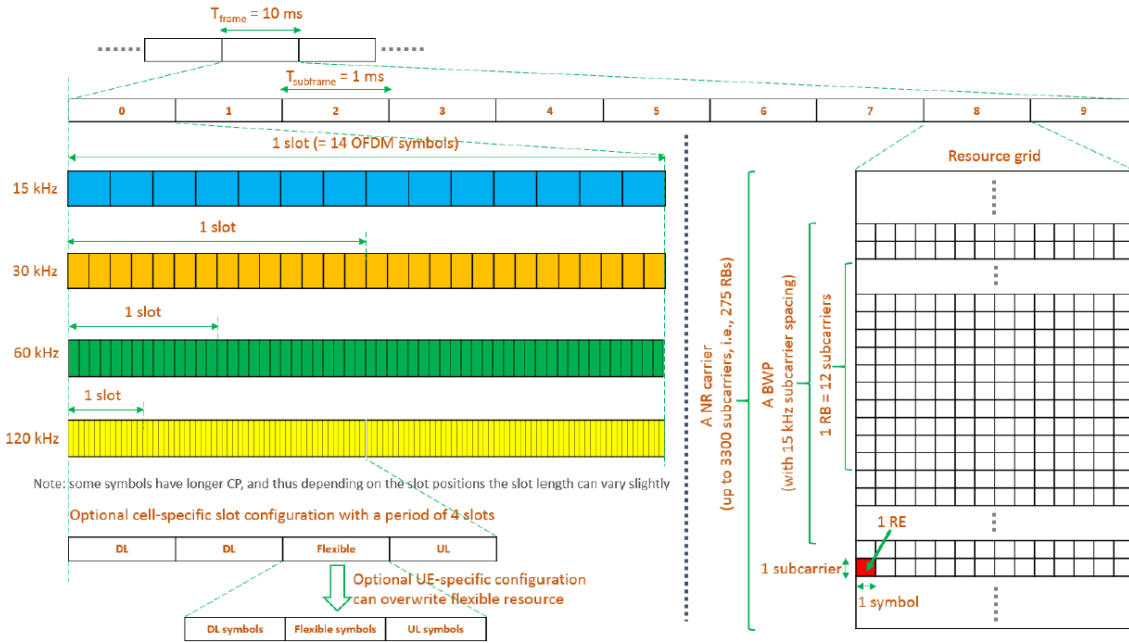 T_frame = 10 ms
T_subframe = 1 ms
0 1 2 3 4 5 6 7 8 9
1 slot (= 14 OFDM symbols)
15 kHz
1 slot
30 kHz
1 slot
60 kHz
1 slot
120 kHz
Note: some symbols have longer CP, and thus depending on the slot positions the slot length can vary slightly
Optional cell-specific slot configuration with a period of 4 slots
DL DL Flexible UL
Optional UE-specific configuration
can overwrite flexible resource
DL symbols Flexible symbols UL symbols
A NR carrier
(up to 3300 subcarriers, i.e., 275 RBs)
A BWP
(with 15 kHz subcarrier spacing)
1 RB = 12 subcarriers
Resource grid
1 RE
1 subcarrier
1 symbol